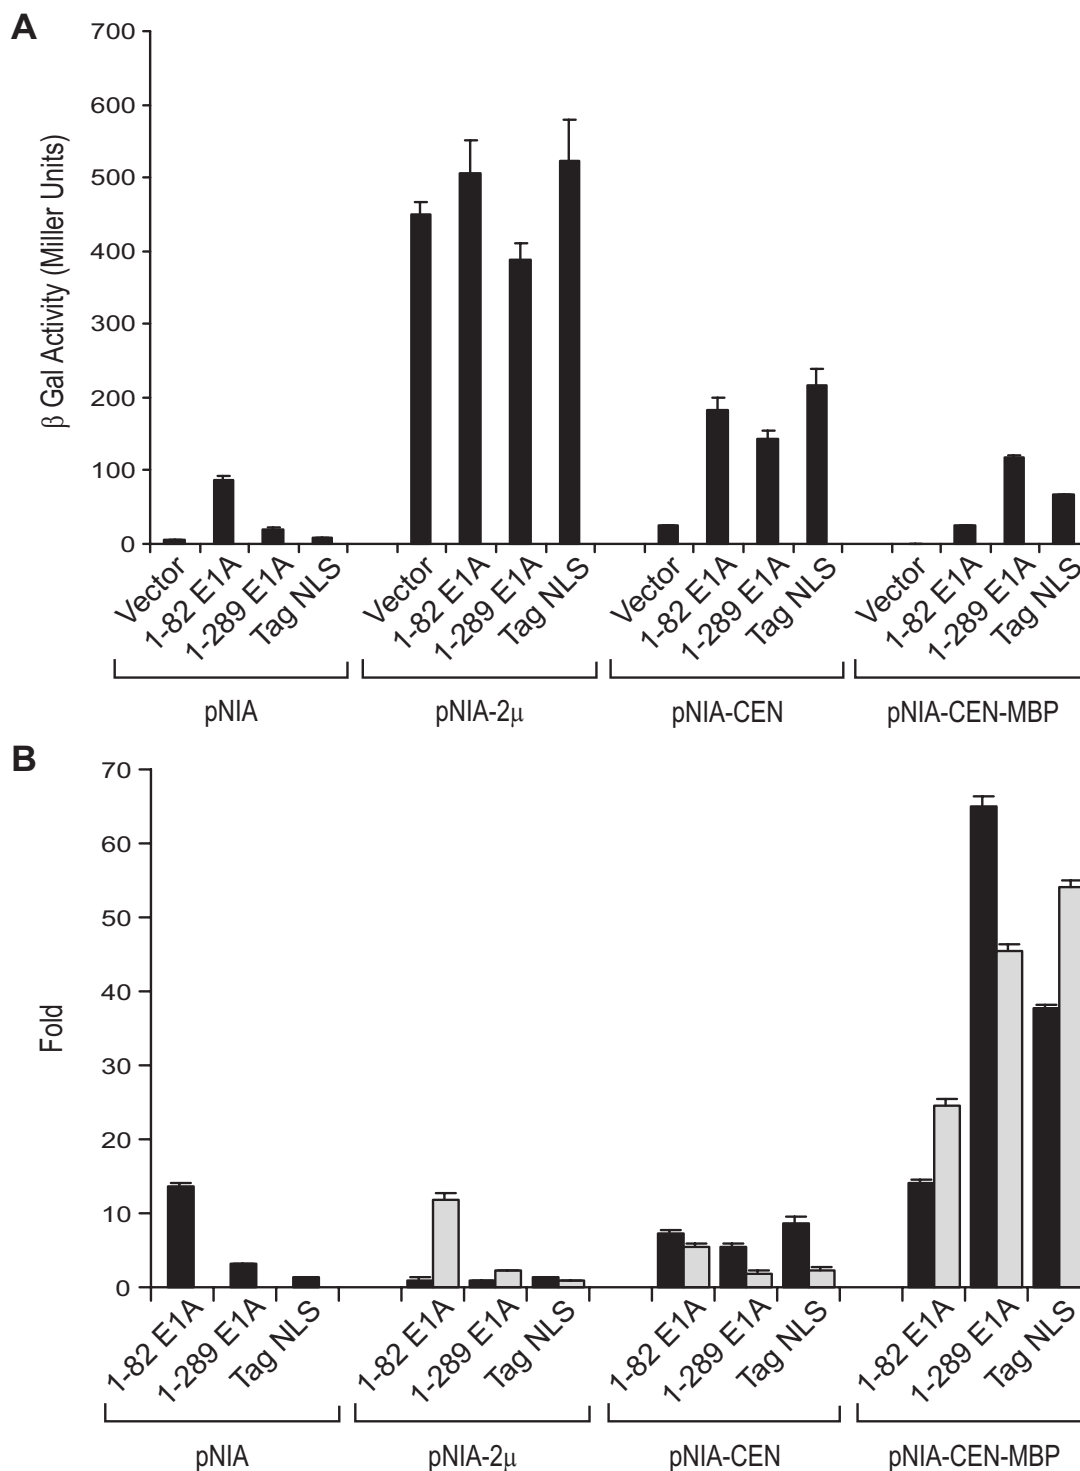 A
700
600
500
400
300
200
100
0
β Gal Activity (Miller Units)
Vector 1-82 E1A 1-289 E1A Tag NLS Vector 1-82 E1A 1-289 E1A Tag NLS Vector 1-82 E1A 1-289 E1A Tag NLS Vector 1-82 E1A 1-289 E1A Tag NLS
pNIA pNIA-2μ pNIA-CEN pNIA-CEN-MBP
B
70
60
50
40
30
20
10
0
Fold
1-82 E1A 1-289 E1A Tag NLS 1-82 E1A 1-289 E1A Tag NLS 1-82 E1A 1-289 E1A Tag NLS 1-82 E1A 1-289 E1A Tag NLS
pNIA pNIA-2μ pNIA-CEN pNIA-CEN-MBP